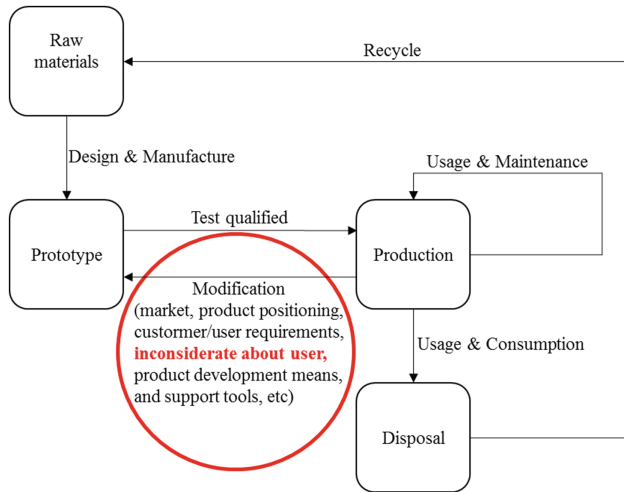 Raw
materials
Recycle
Design & Manufacture
Usage & Maintenance
Test qualified
Prototype
Production
Modification
(market, product positioning,
custormer/user requirements,
inconsiderate about user,
product development means,
and support tools, etc)
Usage & Consumption
Disposal